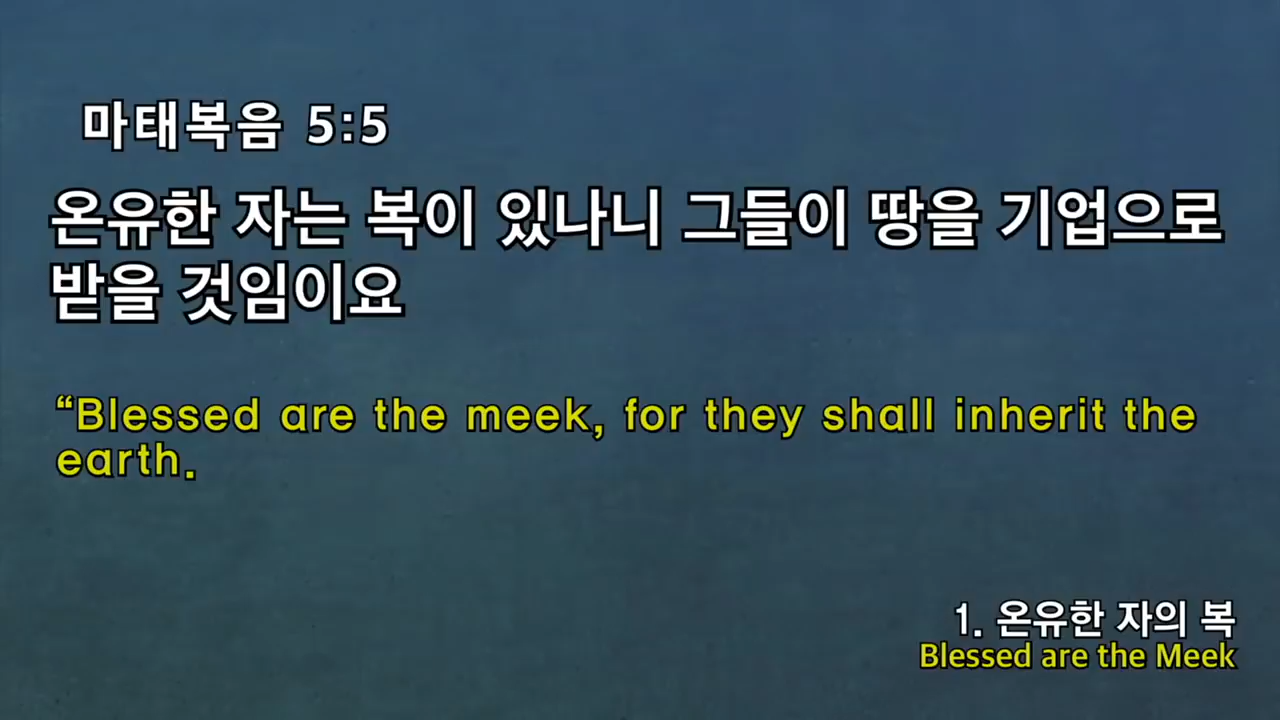 마태복음 5:5
온유한 자는 복이 있나니 그들이 땅을 기업으로
받을 것임이요
“Blessed are the meek, for they shall inherit the
earth.
1. 온유한 자의 복
Blessed are the Meek